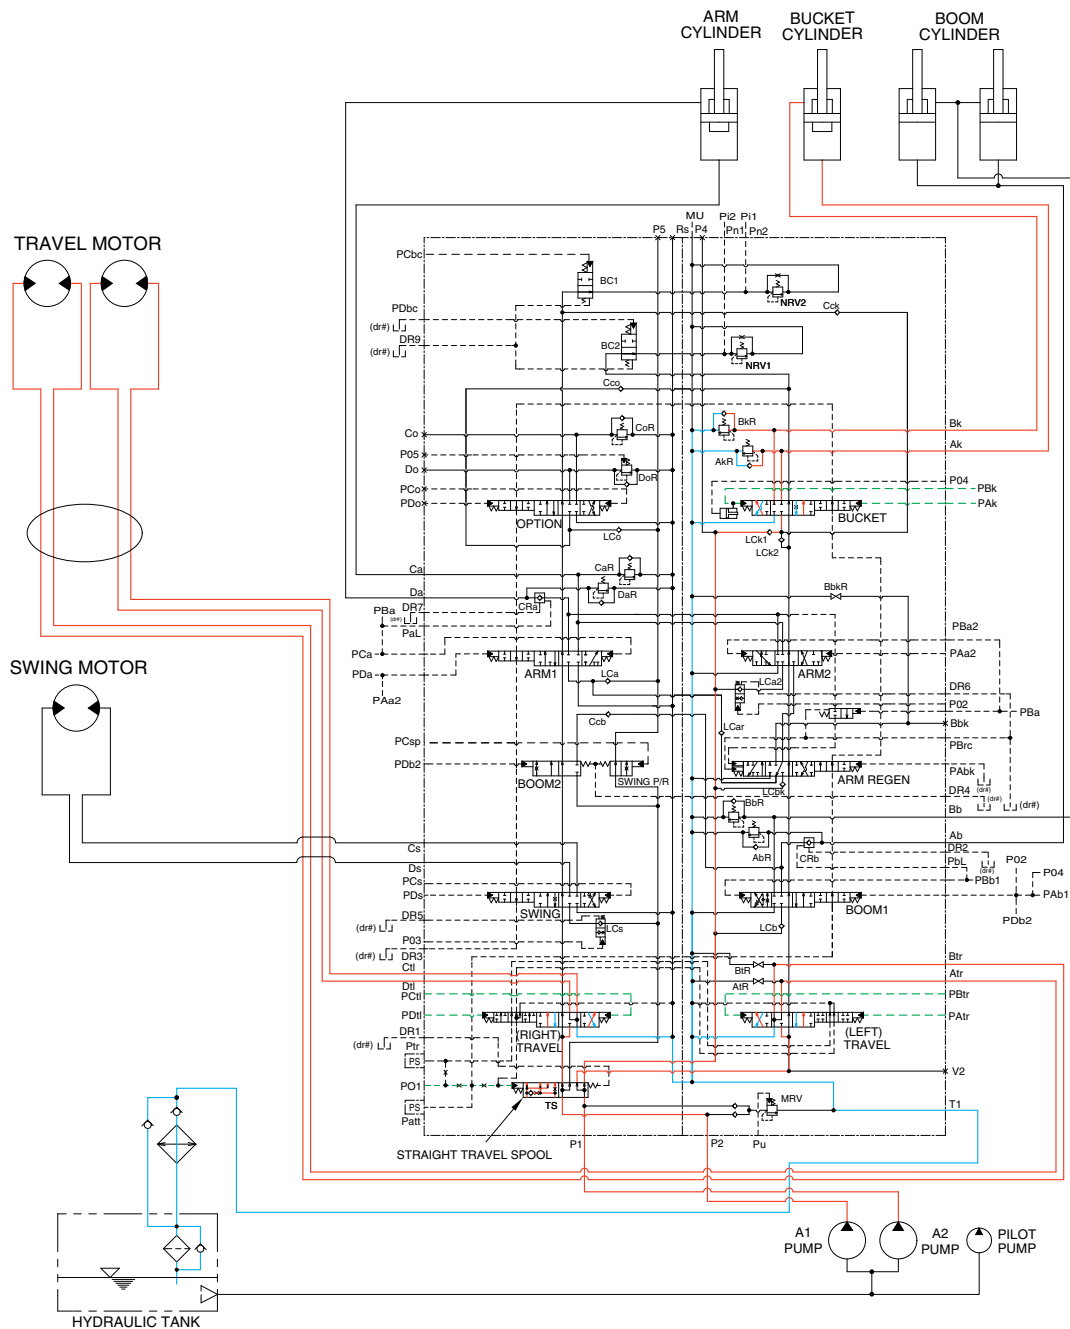 ARM
CYLINDER
BUCKET
CYLINDER
BOOM
CYLINDER
TRAVEL MOTOR
SWING MOTOR
MU
Pi2
Pi1
P5
Rs
P4
Pn1
Pn2
PCbc
BC1
NRV2
Cck
PDbc
(dr#)
DR9
(dr#)
BC2
NRV1
Cco
Co
CoR
BkR
Bk
P05
Do
DoR
AkR
Ak
PCo
PDo
P04
PBk
PAk
OPTION
BUCKET
LCo
LCk1
LCk2
Ca
CaR
Da
DaR
BbkR
DR7
PBa
(dr#)
CRa
PaL
PBa2
PCa
PAa2
PDa
ARM1
ARM2
PAa2
LCa
LCa2
DR6
P02
PBa
Ccb
LCar
Bbk
PCsp
PBrc
PDb2
SWING P/R
BOOM2
ARM REGEN
PAbk
(dr#)
LCbk
DR4
(dr#)
(dr#)
BbR
Bb
AbR
Ab
CRb
Cs
DR2
(dr#)
Ds
PbL
P02
P04
PCs
PBb1
PDs
PAb1
SWING
BOOM1
PDb2
DR5
(dr#)
LCs
LCb
P03
(dr#)
DR3
Ctl
BtR
Btr
AtR
Atr
Dtl
PCtl
PBtr
PDtl
PAtr
(RIGHT)
TRAVEL
(LEFT)
TRAVEL
DR1
(dr#)
Ptr
PS
PO1
V2
PS
TS
MRV
T1
Patt
P1
P2
Pu
STRAIGHT TRAVEL SPOOL
A1
PUMP
A2
PUMP
PILOT
PUMP
HYDRAULIC TANK